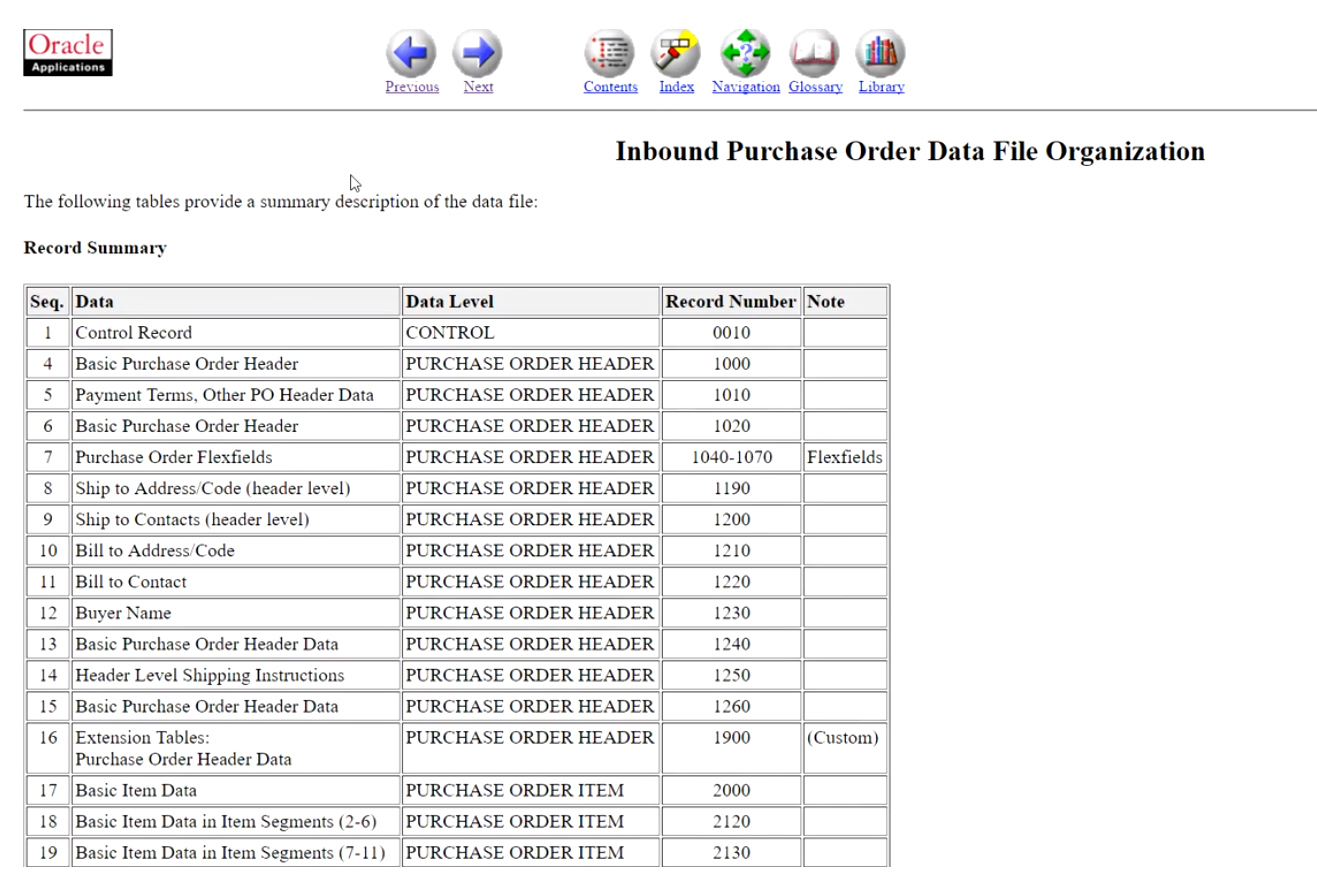 Oracle
Applications
Previous Next Contents Index Navigation Glossary Library
Inbound Purchase Order Data File Organization
The following tables provide a summary description of the data file:
Record Summary
Seq. Data Data Level Record Number Note
1 Control Record CONTROL 0010
4 Basic Purchase Order Header PURCHASE ORDER HEADER 1000
5 Payment Terms, Other PO Header Data PURCHASE ORDER HEADER 1010
6 Basic Purchase Order Header PURCHASE ORDER HEADER 1020
7 Purchase Order Flexfields PURCHASE ORDER HEADER 1040-1070 Flexfields
8 Ship to Address/Code (header level) PURCHASE ORDER HEADER 1190
9 Ship to Contacts (header level) PURCHASE ORDER HEADER 1200
10 Bill to Address/Code PURCHASE ORDER HEADER 1210
11 Bill to Contact PURCHASE ORDER HEADER 1220
12 Buyer Name PURCHASE ORDER HEADER 1230
13 Basic Purchase Order Header Data PURCHASE ORDER HEADER 1240
14 Header Level Shipping Instructions PURCHASE ORDER HEADER 1250
15 Basic Purchase Order Header Data PURCHASE ORDER HEADER 1260
16 Extension Tables: PURCHASE ORDER HEADER 1900 (Custom)
Purchase Order Header Data
17 Basic Item Data PURCHASE ORDER ITEM 2000
18 Basic Item Data in Item Segments (2-6) PURCHASE ORDER ITEM 2120
19 Basic Item Data in Item Segments (7-11) PURCHASE ORDER ITEM 2130